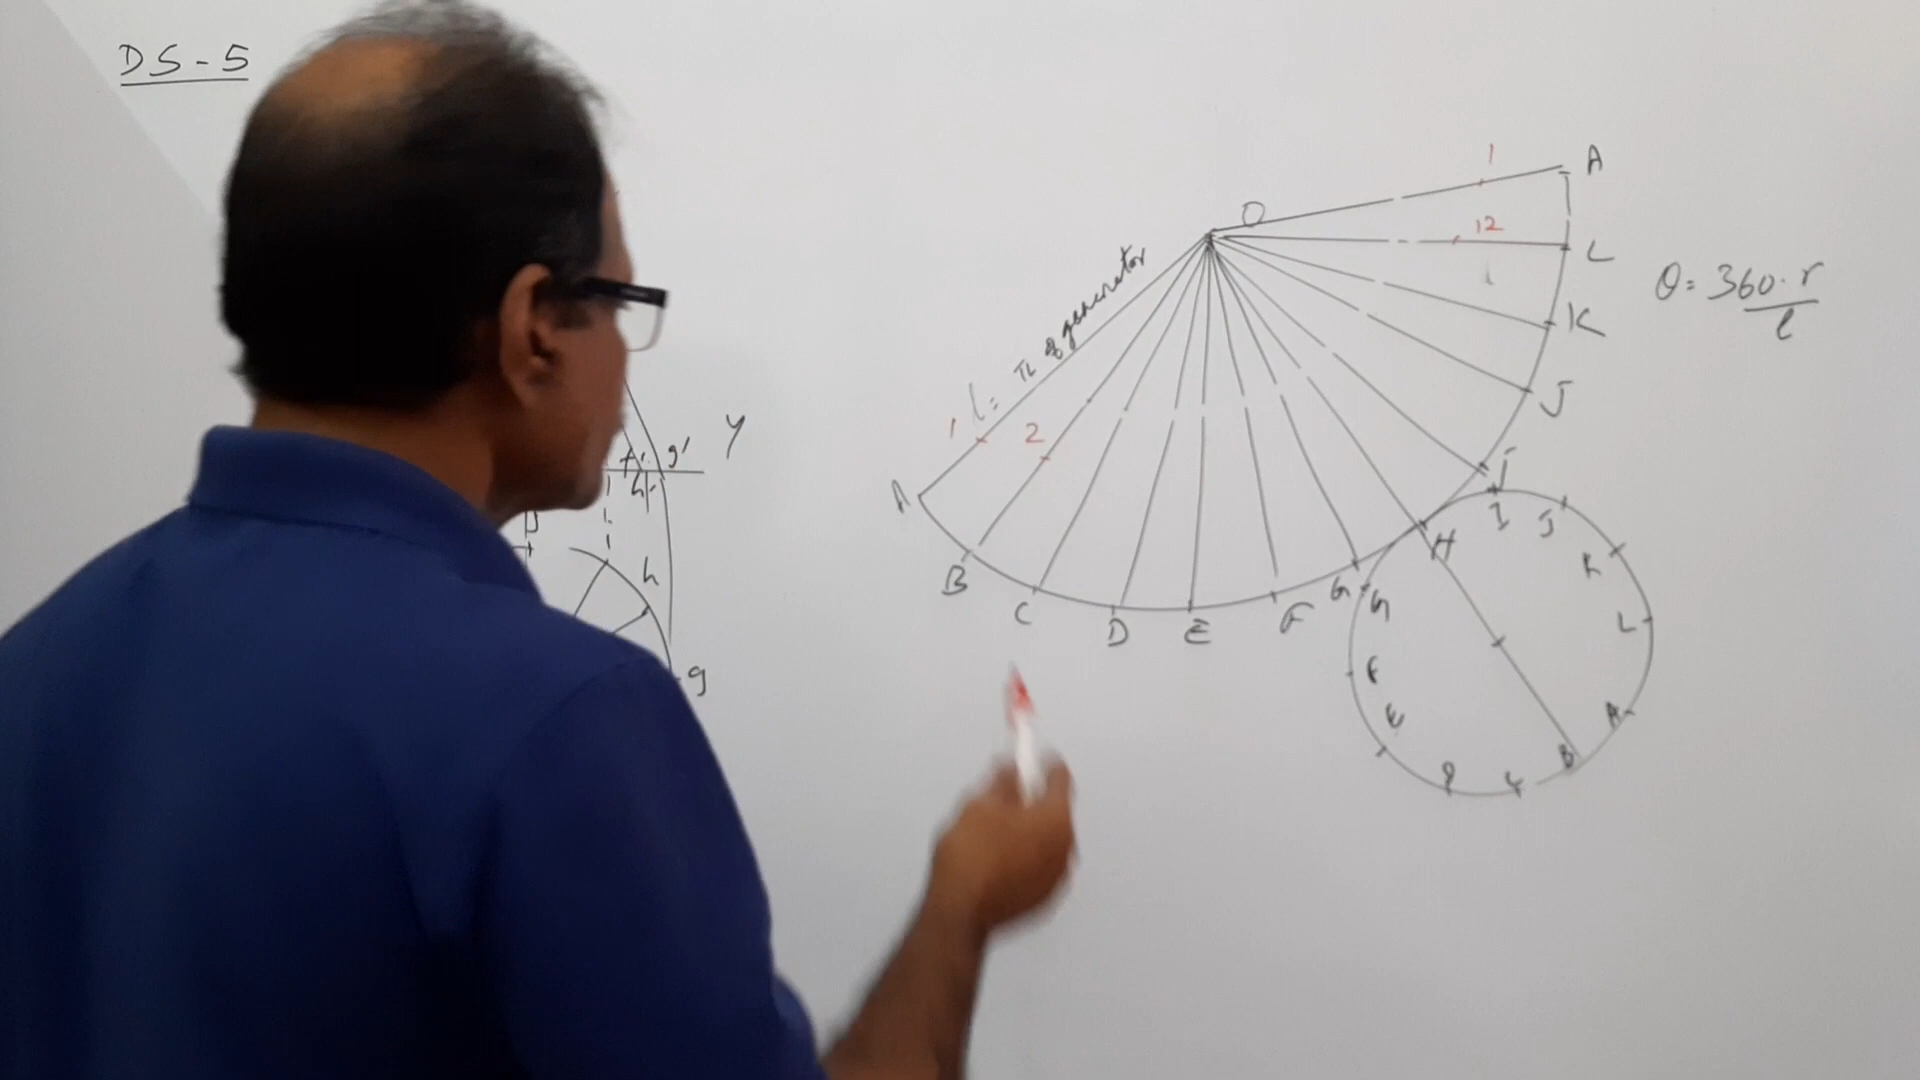 DS-5
Y
g'
h
g
l = TL of generator
1
2
O
1
A
12
L
K
J
A
B
C
D
E
F
G
H
G
I
J
K
L
A
B
D
E
F
θ = 360. r
l